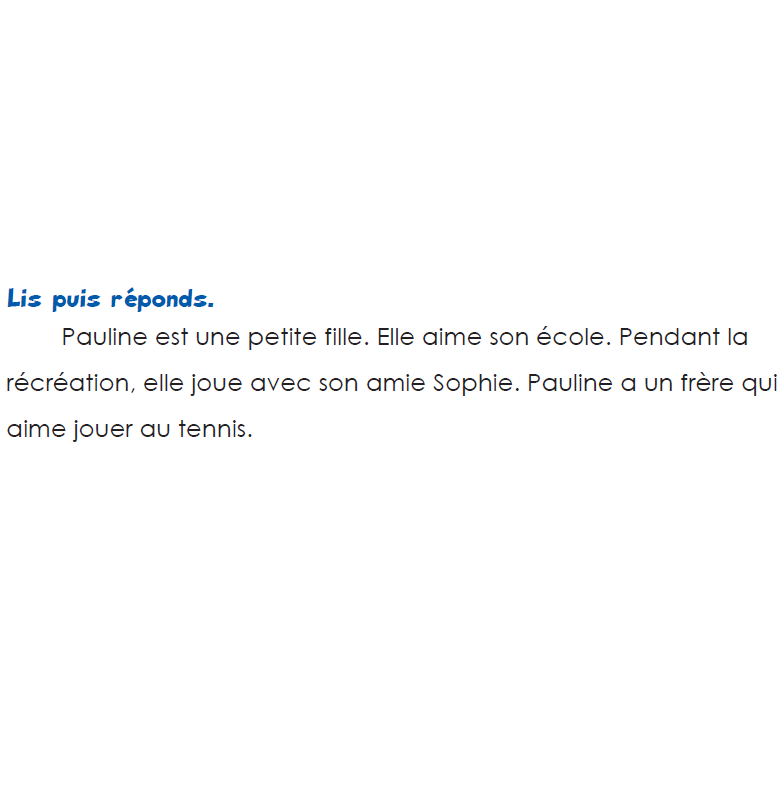 Lis puis réponds.
Pauline est une petite fille. Elle aime son école. Pendant la
récréation, elle joue avec son amie Sophie. Pauline a un frère qui
aime jouer au tennis.